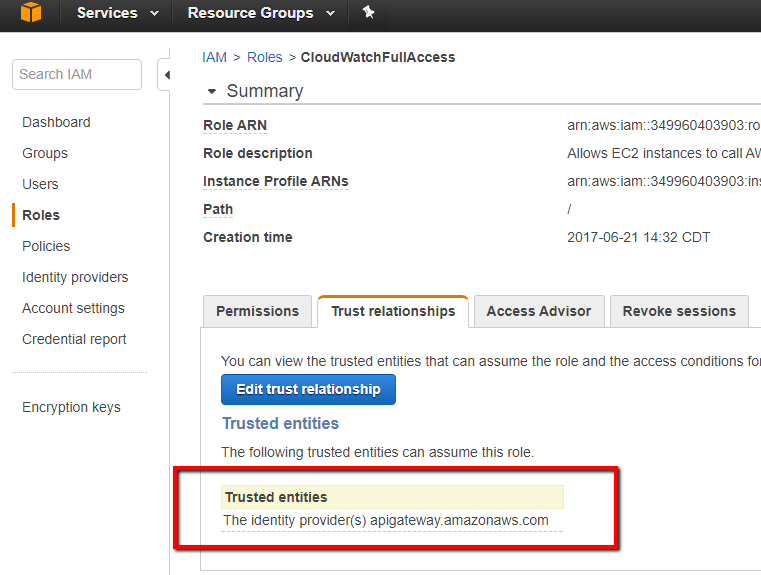 Services Resource Groups
IAM > Roles > CloudWatchFullAccess
Search IAM
Summary
Dashboard
Groups
Users
Roles
Policies
Identity providers
Account settings
Credential report
Encryption keys
Role ARN arn:aws:iam::349960403903:ro
Role description Allows EC2 instances to call AW
Instance Profile ARNs arn:aws:iam::349960403903:ins
Path /
Creation time 2017-06-21 14:32 CDT
Permissions Trust relationships Access Advisor Revoke sessions
You can view the trusted entities that can assume the role and the access conditions for
Edit trust relationship
Trusted entities
The following trusted entities can assume this role.
Trusted entities
The identity provider(s) apigateway.amazonaws.com